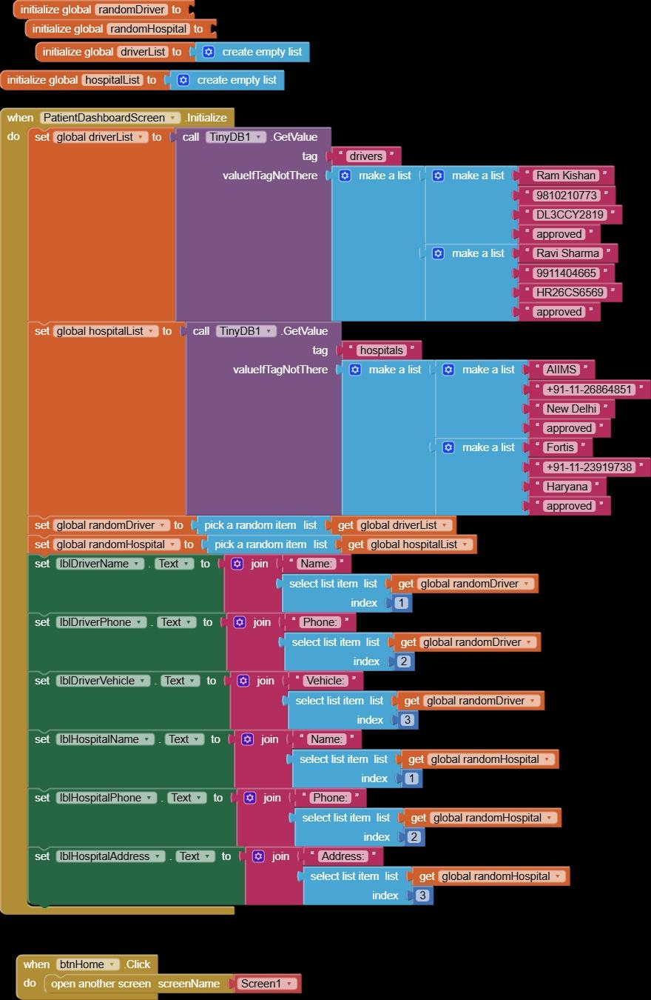 initialize global randomDriver to
initialize global randomHospital to
initialize global driverList to create empty list
initialize global hospitalList to create empty list
when PatientDashboardScreen .Initialize
do set global driverList to call TinyDB1 .GetValue
tag “ drivers ”
valueIfTagNotThere make a list make a list “ Ram Kishan ”
“ 9810210773 ”
“ DL3CCY2819 ”
“ approved ”
make a list “ Ravi Sharma ”
“ 9911404665 ”
“ HR26CS6569 ”
“ approved ”
set global hospitalList to call TinyDB1 .GetValue
tag “ hospitals ”
valueIfTagNotThere make a list make a list “ AIIMS ”
“ +91-11-26864851 ”
“ New Delhi ”
“ approved ”
make a list “ Fortis ”
“ +91-11-23919738 ”
“ Haryana ”
“ approved ”
set global randomDriver to pick a random item list get global driverList
set global randomHospital to pick a random item list get global hospitalList
set lblDriverName . Text to join “ Name: ”
select list item list get global randomDriver
index 1
set lblDriverPhone . Text to join “ Phone: ”
select list item list get global randomDriver
index 2
set lblDriverVehicle . Text to join “ Vehicle: ”
select list item list get global randomDriver
index 3
set lblHospitalName . Text to join “ Name: ”
select list item list get global randomHospital
index 1
set lblHospitalPhone . Text to join “ Phone: ”
select list item list get global randomHospital
index 2
set lblHospitalAddress . Text to join “ Address: ”
select list item list get global randomHospital
index 3
when btnHome .Click
do open another screen screenName Screen1